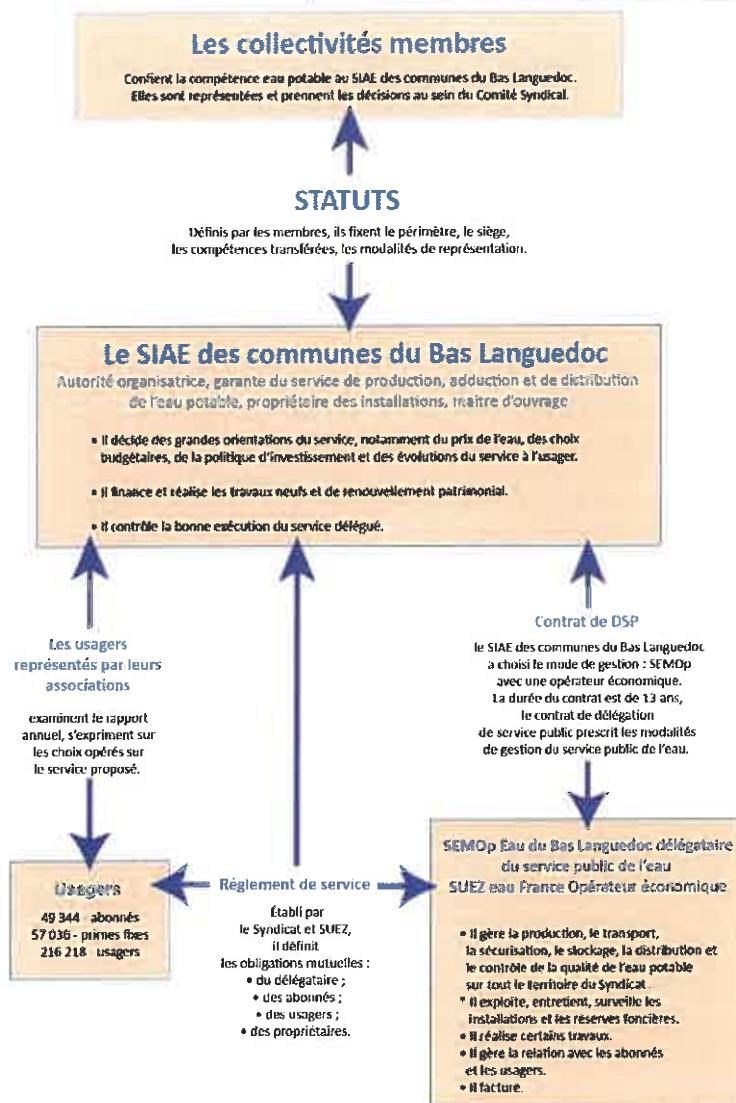 Les collectivités membres
Confient la compétence eau potable au SIAE des communes du Bas Languedoc.
Elles sont représentées et prennent les décisions au sein du Comité Syndical.
STATUTS
Définis par les membres, ils fixent le périmètre, le siège,
les compétences transférées, les modalités de représentation.
Le SIAE des communes du Bas Languedoc
Autorité organisatrice, garante du service de production, adduction et de distribution
de l'eau potable, propriétaire des installations, maître d'ouvrage
• Il décide des grandes orientations du service, notamment du prix de l'eau, des choix
budgétaires, de la politique d'investissement et des évolutions du service à l'usager.
• Il finance et réalise les travaux neufs et de renouvellement patrimonial.
• Il contrôle la bonne exécution du service délégué.
Les usagers
représentés par leurs
associations
examinent le rapport
annuel, s'expriment sur
les choix opérés sur
le service proposé.
Contrat de DSP
le SIAE des communes du Bas Languedoc
a choisi le mode de gestion : SEMOp
avec une opérateur économique.
La durée du contrat est de 13 ans,
le contrat de délégation
de service public prescrit les modalités
de gestion du service public de l'eau.
Usagers
49 344 - abonnés
57 036 - primes fixes
216 218 - usagers
Règlement de service
Établi par
le Syndicat et SUEZ,
il définit
les obligations mutuelles :
• du délégataire ;
• des abonnés ;
• des usagers ;
• des propriétaires.
SEMOp Eau du Bas Languedoc délégataire
du service public de l'eau
SUEZ eau France Opérateur économique
• Il gère la production, le transport,
la sécurisation, le stockage, la distribution et
le contrôle de la qualité de l'eau potable
sur tout le territoire du Syndicat.
* Il exploite, entretient, surveille les
installations et les réserves foncières.
• Il réalise certains travaux.
• Il gère la relation avec les abonnés
et les usagers.
• Il facture.